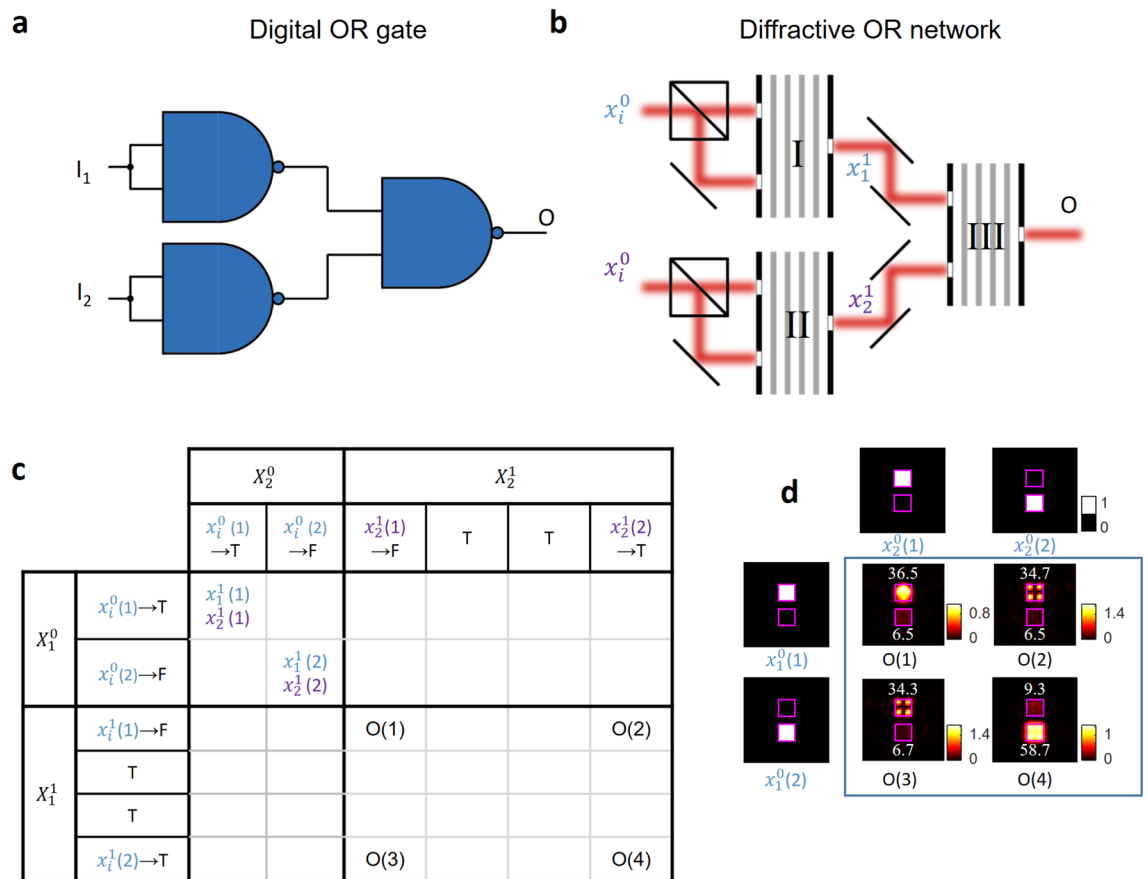 a
Digital OR gate
I₁
I₂
O
b
Diffractive OR network
x_i^0
I
x_1^1
O
III
x_i^0
II
x_2^1
c
X_2^0 X_2^1
x_i^0(1) →T x_i^0(2) →F x_2^1(1) →F T T x_2^1(2) →T
X_1^0
x_i^0(1)→T x_1^1(1) x_2^1(1)
x_i^0(2)→F x_1^1(2) x_2^1(2)
X_1^1
x_i^1(1)→F O(1) O(2)
T
T
x_i^1(2)→T O(3) O(4)
d
1
0
x_2^0(1) x_2^0(2)
36.5 34.7
0.8 1.4
6.5 0 6.5 0
x_1^0(1) O(1) O(2)
34.3 9.3
1.4 1
6.7 0 58.7 0
x_1^0(2) O(3) O(4)